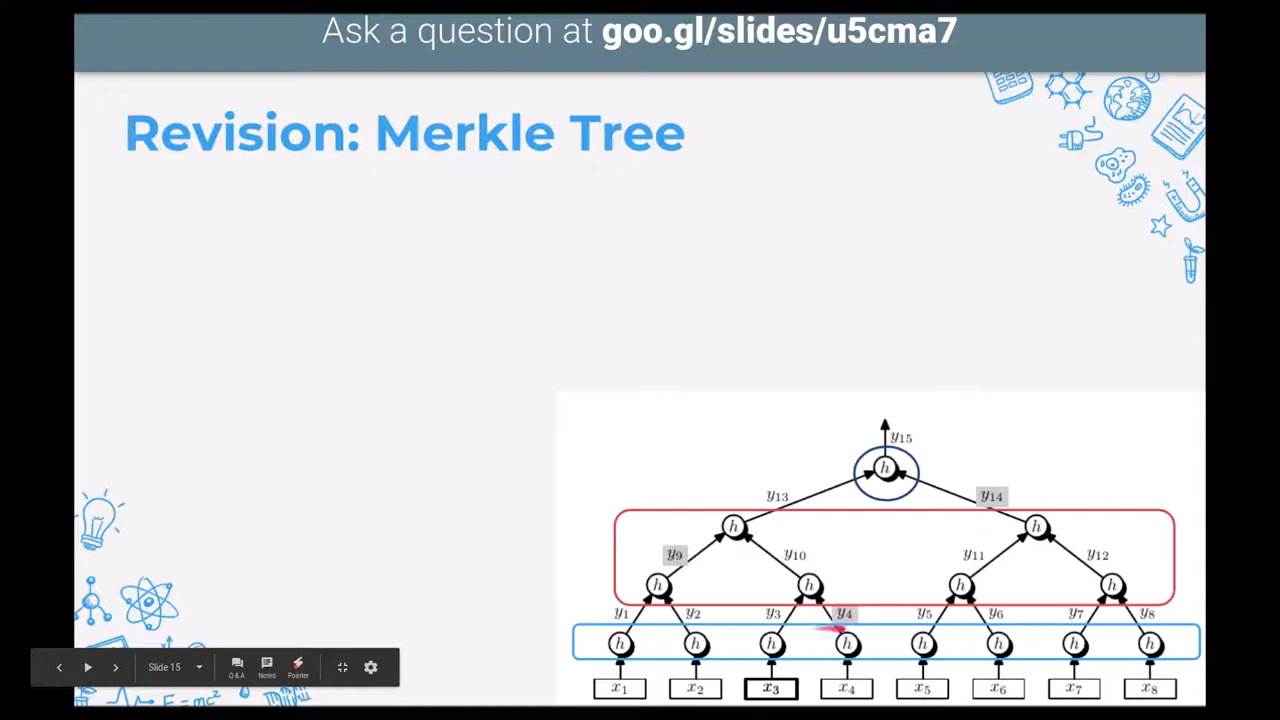 Ask a question at goo.gl/slides/u5cma7
Revision: Merkle Tree
y15
h
y13 y14
h h
y9 y10 y11 y12
h h h h
y1 y2 y3 y4 y5 y6 y7 y8
h h h h h h h h
x1 x2 x3 x4 x5 x6 x7 x8
Slide 15
Q&A Notes Pointer
E=mc²